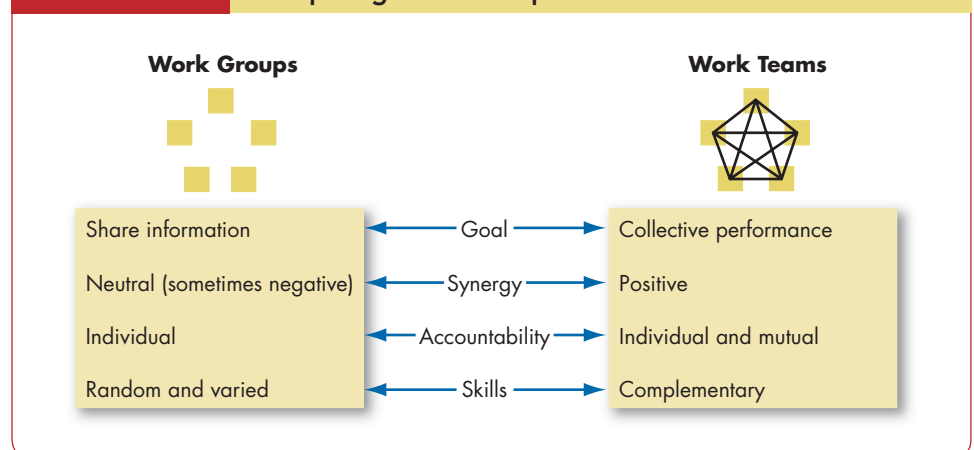 Work Groups
Work Teams
Share information
Goal
Collective performance
Neutral (sometimes negative)
Synergy
Positive
Individual
Accountability
Individual and mutual
Random and varied
Skills
Complementary